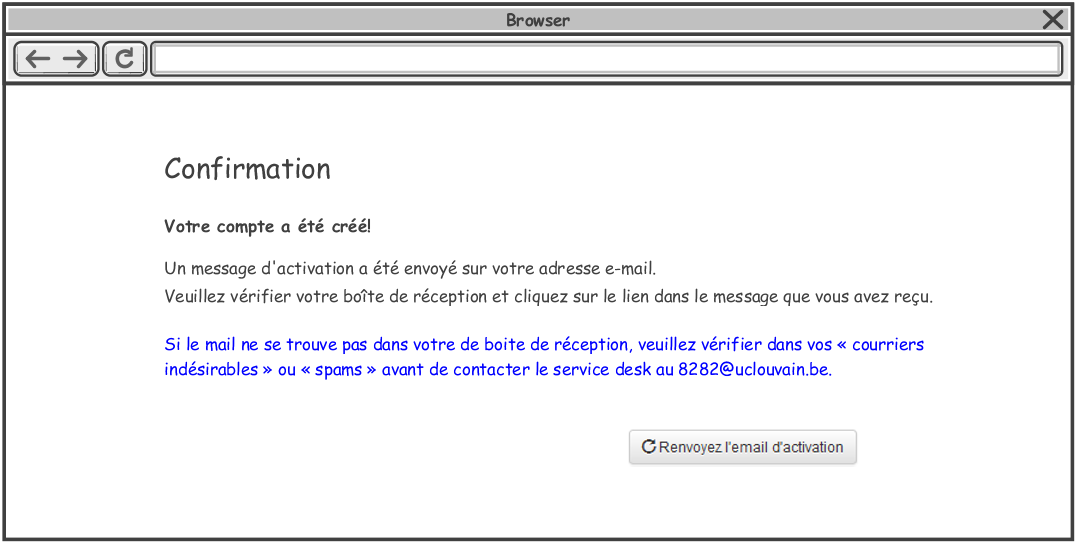 Browser
Confirmation
Votre compte a été créé!
Un message d'activation a été envoyé sur votre adresse e-mail.
Veuillez vérifier votre boîte de réception et cliquez sur le lien dans le message que vous avez reçu.
Si le mail ne se trouve pas dans votre de boite de réception, veuillez vérifier dans vos « courriers
indésirables » ou « spams » avant de contacter le service desk au 8282@uclouvain.be.
Renvoyez l'email d'activation